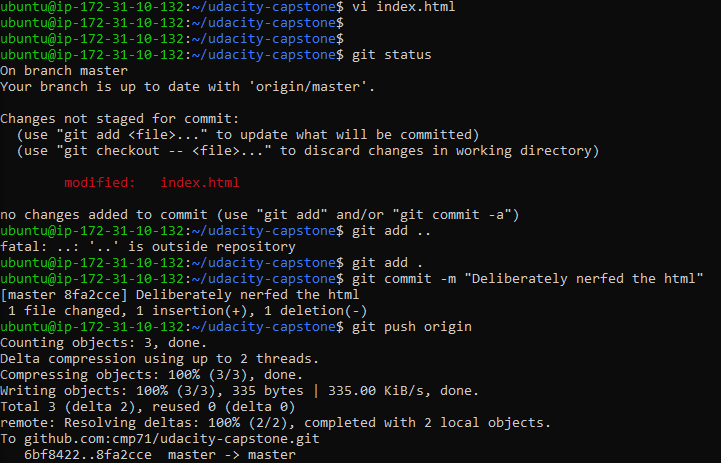 ubuntu@ip-172-31-10-132:~/udacity-capstone$ vi index.html
ubuntu@ip-172-31-10-132:~/udacity-capstone$
ubuntu@ip-172-31-10-132:~/udacity-capstone$
ubuntu@ip-172-31-10-132:~/udacity-capstone$ git status
On branch master
Your branch is up to date with 'origin/master'.

Changes not staged for commit:
  (use "git add <file>..." to update what will be committed)
  (use "git checkout -- <file>..." to discard changes in working directory)

        modified:   index.html

no changes added to commit (use "git add" and/or "git commit -a")
ubuntu@ip-172-31-10-132:~/udacity-capstone$ git add ..
fatal: ..: '..' is outside repository
ubuntu@ip-172-31-10-132:~/udacity-capstone$ git add .
ubuntu@ip-172-31-10-132:~/udacity-capstone$ git commit -m "Deliberately nerfed the html"
[master 8fa2cce] Deliberately nerfed the html
 1 file changed, 1 insertion(+), 1 deletion(-)
ubuntu@ip-172-31-10-132:~/udacity-capstone$ git push origin
Counting objects: 3, done.
Delta compression using up to 2 threads.
Compressing objects: 100% (3/3), done.
Writing objects: 100% (3/3), 335 bytes | 335.00 KiB/s, done.
Total 3 (delta 2), reused 0 (delta 0)
remote: Resolving deltas: 100% (2/2), completed with 2 local objects.
To github.com:cmp71/udacity-capstone.git
   6bf8422..8fa2cce  master -> master